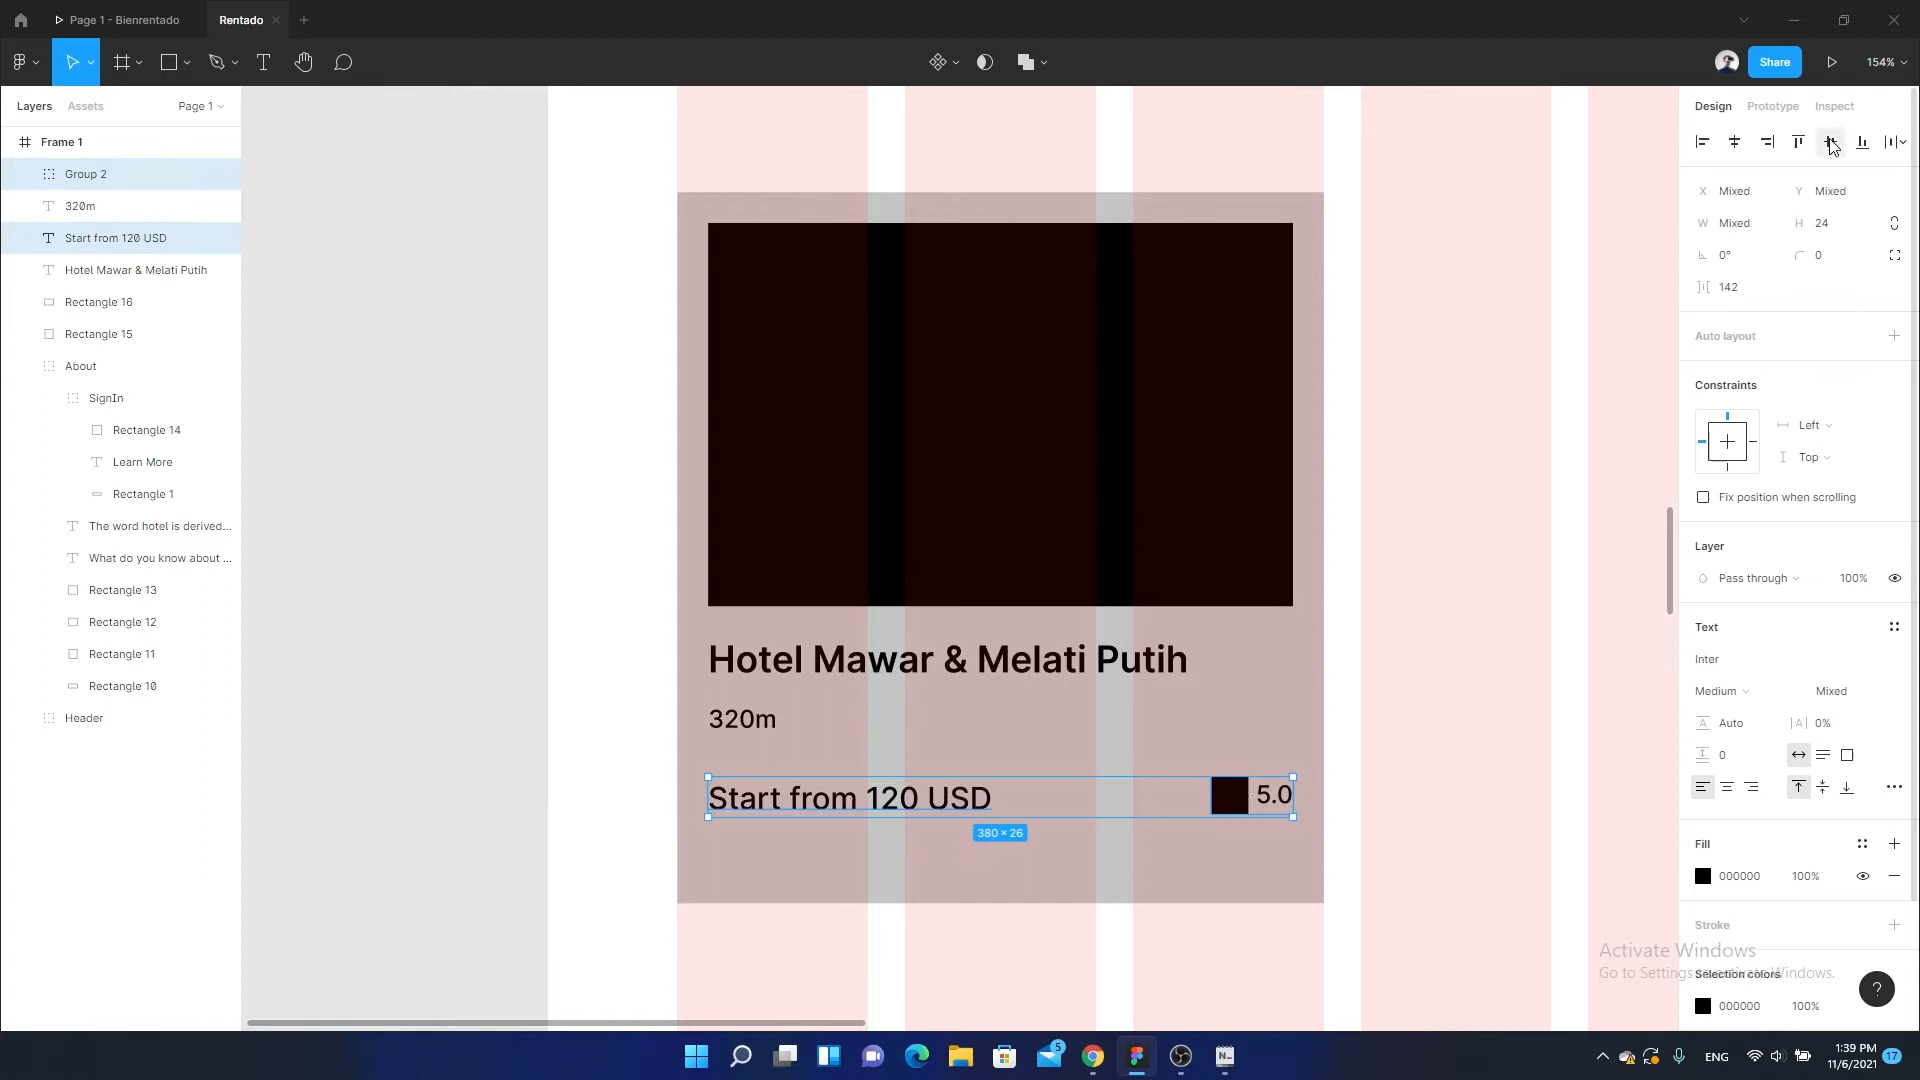 Page 1 - Bienrentado
Rentado
Share
154%
Layers
Assets
Page 1
Design
Prototype
Inspect
Frame 1
Group 2
320m
Start from 120 USD
Hotel Mawar & Melati Putih
Rectangle 16
Rectangle 15
About
SignIn
Rectangle 14
Learn More
Rectangle 1
The word hotel is derived...
What do you know about ...
Rectangle 13
Rectangle 12
Rectangle 11
Rectangle 10
Header
Hotel Mawar & Melati Putih
320m
Start from 120 USD
5.0
380 × 26
X Mixed
Y Mixed
W Mixed
H 24
0°
0
142
Auto layout
Constraints
Left
Top
Fix position when scrolling
Layer
Pass through
100%
Text
Inter
Medium
Mixed
Auto
0%
0
Fill
000000
100%
Stroke
Activate Windows
Go to Settings to activate Windows.
Selection colors
000000
100%
?
5
ENG
1:39 PM
11/6/2021
17